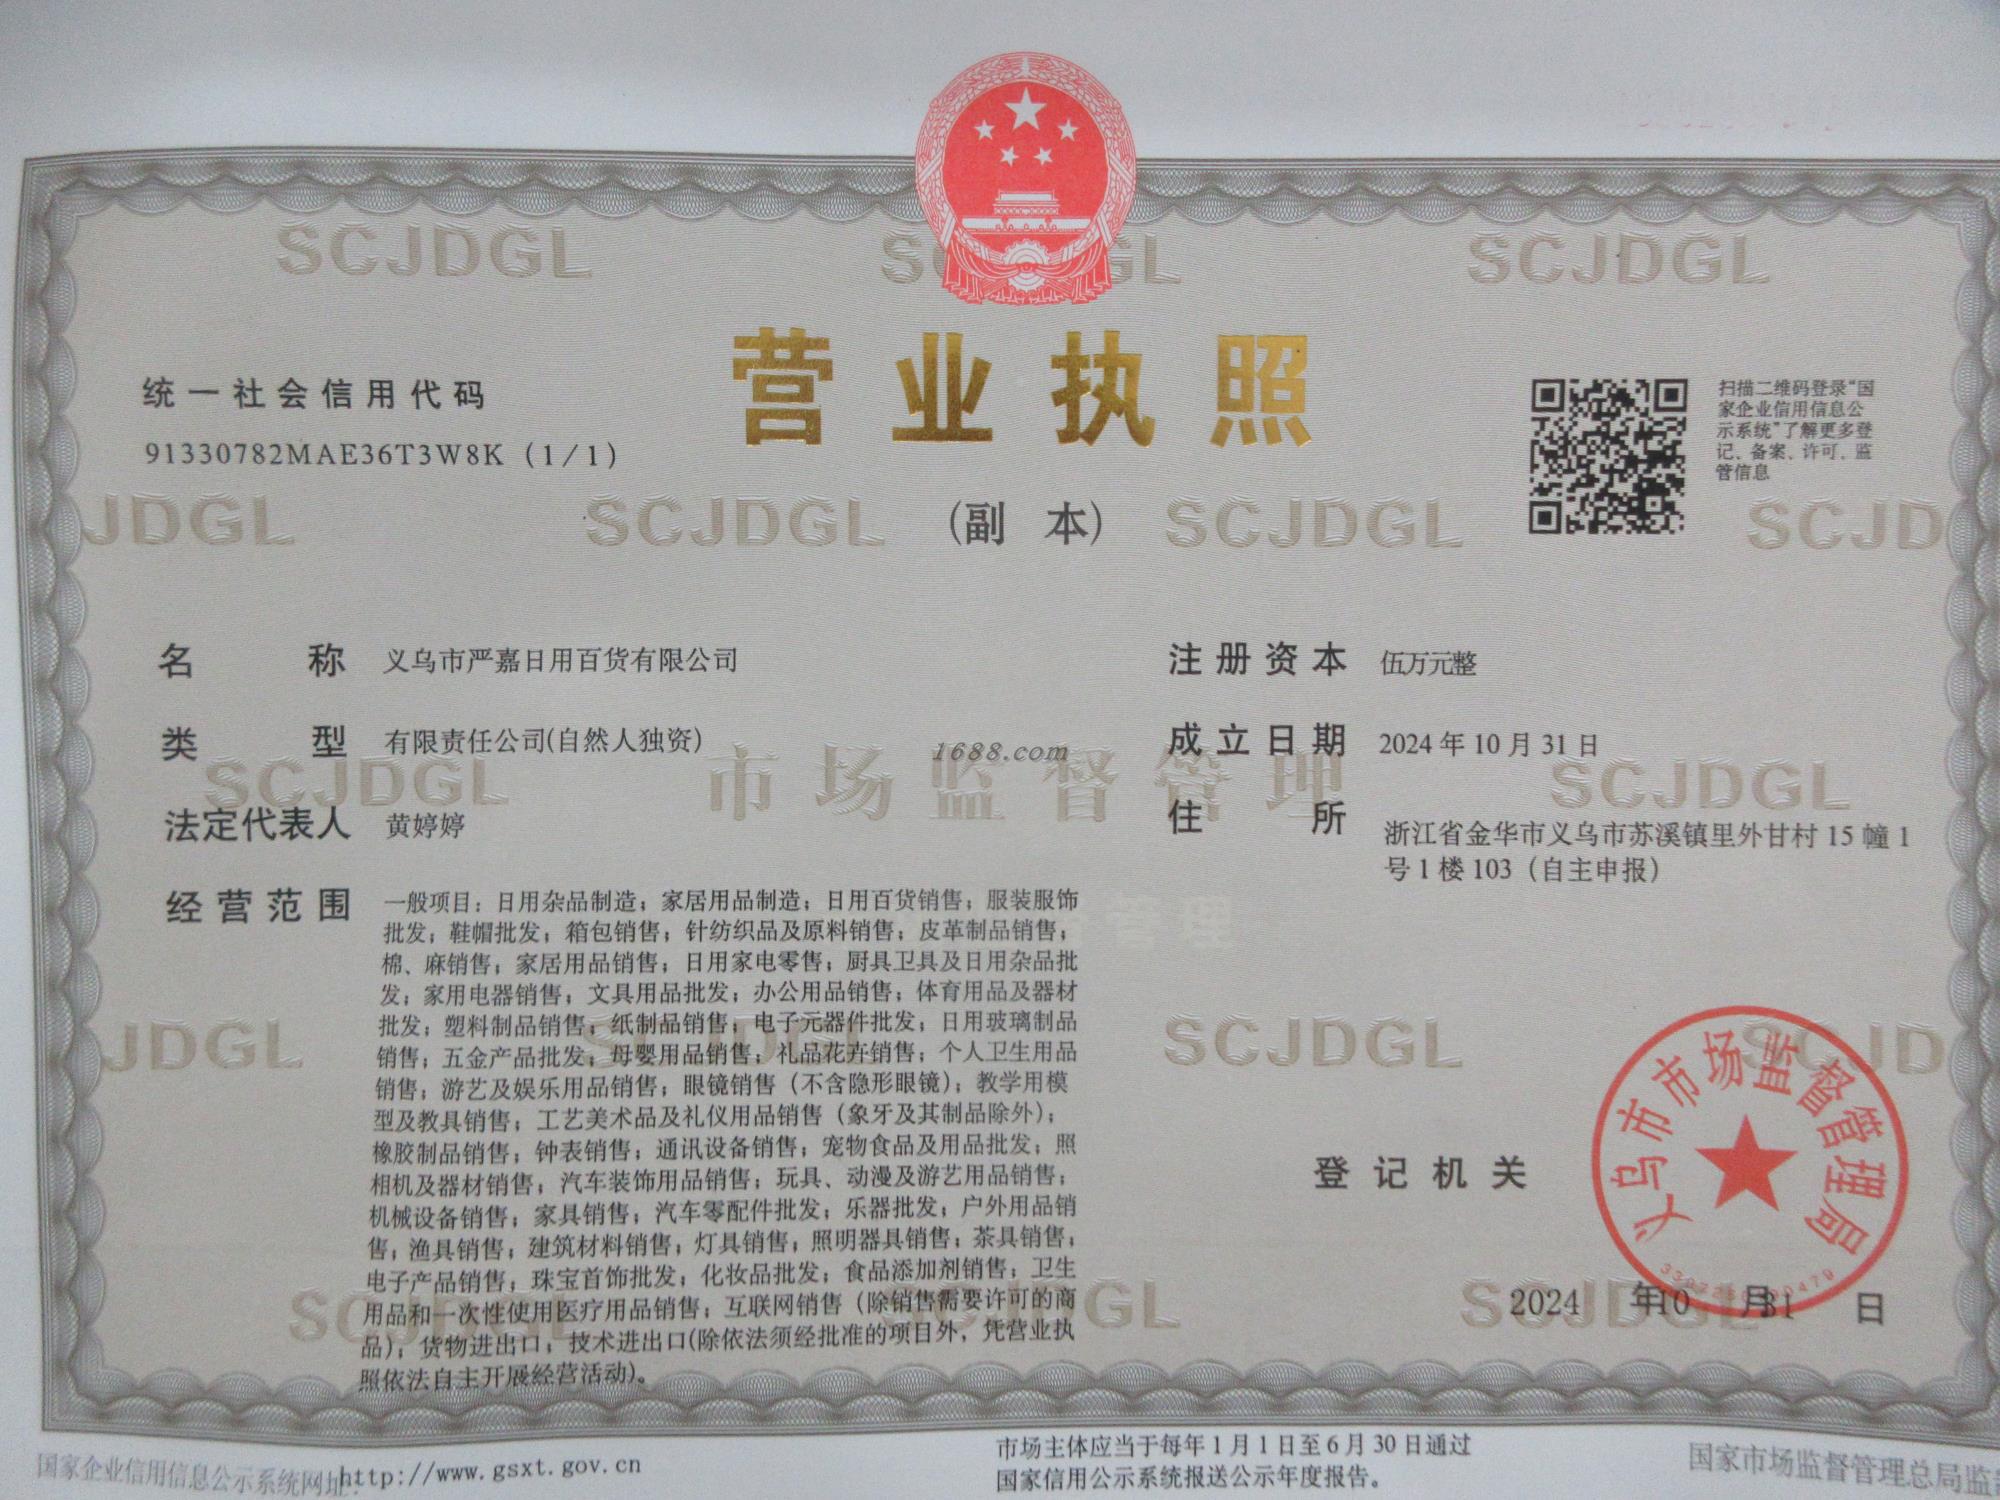 营业执照
(副 本)
统一社会信用代码
91330782MAE36T3W8K (1/1)
扫描二维码登录“国
家企业信用信息公
示系统”了解更多登
记、备案、许可、监
管信息
名 称 义乌市严嘉日用百货有限公司
类 型 有限责任公司(自然人独资)
法定代表人 黄婷婷
经营范围 一般项目：日用杂品制造；家居用品制造；日用百货销售；服装服饰
批发；鞋帽批发；箱包销售；针纺织品及原料销售；皮革制品销售；
棉、麻销售；家居用品销售；日用家电零售；厨具卫具及日用杂品批
发；家用电器销售；文具用品批发；办公用品销售；体育用品及器材
批发；塑料制品销售；纸制品销售；电子元器件批发；日用玻璃制品
销售；五金产品批发；母婴用品销售；礼品花卉销售；个人卫生用品
销售；游艺及娱乐用品销售；眼镜销售（不含隐形眼镜）；教学用模
型及教具销售；工艺美术品及礼仪用品销售（象牙及其制品除外）；
橡胶制品销售；钟表销售；通讯设备销售；宠物食品及用品批发；照
相机及器材销售；汽车装饰用品销售；玩具、动漫及游艺用品销售；
机械设备销售；家具销售；汽车零配件批发；乐器批发；户外用品销
售；渔具销售；建筑材料销售；灯具销售；照明器具销售；茶具销售；
电子产品销售；珠宝首饰批发；化妆品批发；食品添加剂销售；卫生
用品和一次性使用医疗用品销售；互联网销售（除销售需要许可的商
品）；货物进出口；技术进出口(除依法须经批准的项目外，凭营业执
照依法自主开展经营活动)。
注册资本 伍万元整
成立日期 2024年10月31日
住 所 浙江省金华市义乌市苏溪镇里外甘村15幢1
号1楼103（自主申报）
1688.com
市场监督管理
SCJDGL
登记机关
义乌市市场监督管理局
2024 年10 月31 日
国家企业信用信息公示系统网址：http://www.gsxt.gov.cn
市场主体应当于每年1月1日至6月30日通过
国家信用公示系统报送公示年度报告。
国家市场监督管理总局监